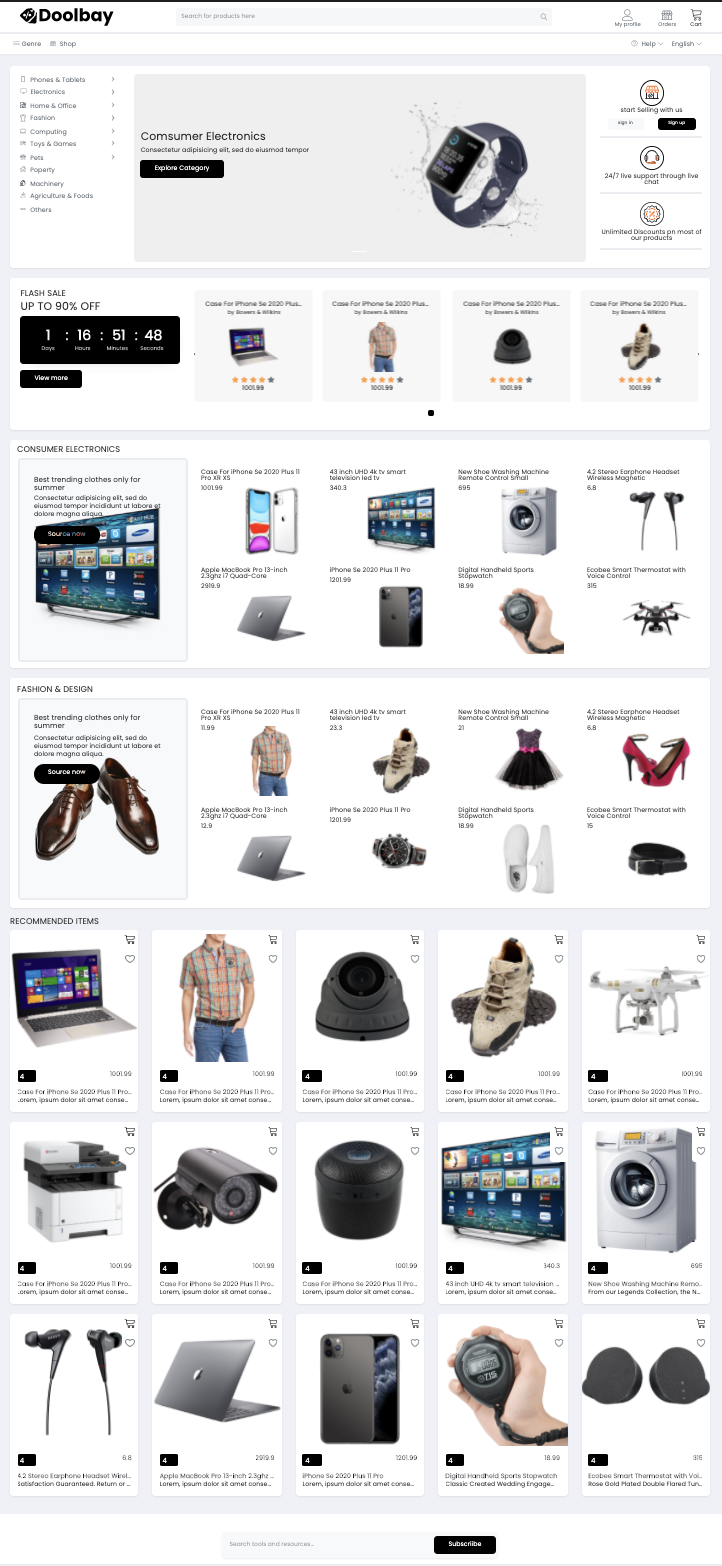 Doolbay
Search for products here
My profile
Orders
Cart
Genre
Shop
Help
English
Phones & Tablets
Electronics
Home & Office
Fashion
Computing
Toys & Games
Pets
Poperty
Machinery
Agriculture & Foods
Others
Comsumer Electronics
Consectetur adipisicing elit, sed do eiusmod tempor
Explore Category
start Selling with us
sign in
Sign up
24/7 live support through live
chat
Unlimited Discounts pn most of
our products
FLASH SALE
UP TO 90% OFF
1 : 16 : 51 : 48
Days Hours Minutes Seconds
View more
Case For iPhone Se 2020 Plus...
by Bowers & Wilkins
1001.99
Case For iPhone Se 2020 Plus...
by Bowers & Wilkins
1001.99
Case For iPhone Se 2020 Plus...
by Bowers & Wilkins
1001.99
Case For iPhone Se 2020 Plus...
by Bowers & Wilkins
1001.99
CONSUMER ELECTRONICS
Best trending clothes only for
summer
Consectetur adipisicing elit, sed do
eiusmod tempor incididunt ut labore et
dolore magna aliqua.
Source now
Case For iPhone Se 2020 Plus 11
Pro XR XS
1001.99
43 inch UHD 4k tv smart
television led tv
340.3
New Shoe Washing Machine
Remote Control Small
695
4.2 Stereo Earphone Headset
Wireless Magnetic
6.8
Apple MacBook Pro 13-inch
2.3ghz i7 Quad-Core
2919.9
iPhone Se 2020 Plus 11 Pro
1201.99
Digital Handheld Sports
Stopwatch
18.99
Ecobee Smart Thermostat with
Voice Control
315
FASHION & DESIGN
Best trending clothes only for
summer
Consectetur adipisicing elit, sed do
eiusmod tempor incididunt ut labore et
dolore magna aliqua.
Source now
Case For iPhone Se 2020 Plus 11
Pro XR XS
11.99
43 inch UHD 4k tv smart
television led tv
23.3
New Shoe Washing Machine
Remote Control Small
21
4.2 Stereo Earphone Headset
Wireless Magnetic
6.8
Apple MacBook Pro 13-inch
2.3ghz i7 Quad-Core
12.9
iPhone Se 2020 Plus 11 Pro
1201.99
Digital Handheld Sports
Stopwatch
18.99
Ecobee Smart Thermostat with
Voice Control
15
RECOMMENDED ITEMS
4 1001.99
Case For iPhone Se 2020 Plus 11 Pro...
Lorem, ipsum dolor sit amet conse...
4 1001.99
Case For iPhone Se 2020 Plus 11 Pro...
Lorem, ipsum dolor sit amet conse...
4 1001.99
Case For iPhone Se 2020 Plus 11 Pro...
Lorem, ipsum dolor sit amet conse...
4 1001.99
Case For iPhone Se 2020 Plus 11 Pro...
Lorem, ipsum dolor sit amet conse...
4 1001.99
Case For iPhone Se 2020 Plus 11 Pro...
Lorem, ipsum dolor sit amet conse...
4 1001.99
Case For iPhone Se 2020 Plus 11 Pro...
Lorem, ipsum dolor sit amet conse...
4 1001.99
Case For iPhone Se 2020 Plus 11 Pro...
Lorem, ipsum dolor sit amet conse...
4 1001.99
Case For iPhone Se 2020 Plus 11 Pro...
Lorem, ipsum dolor sit amet conse...
4 340.3
43 inch UHD 4k tv smart television ...
Lorem, ipsum dolor sit amet conse...
4 695
New Shoe Washing Machine Remo...
From our Legends Collection, the N...
4 6.8
4.2 Stereo Earphone Headset Wirel...
Satisfaction Guaranteed. Return or ...
4 2919.9
Apple MacBook Pro 13-inch 2.3ghz ...
Lorem, ipsum dolor sit amet conse...
4 1201.99
iPhone Se 2020 Plus 11 Pro
Lorem, ipsum dolor sit amet conse...
4 18.99
Digital Handheld Sports Stopwatch
Classic Created Wedding Engage...
4 315
Ecobee Smart Thermostat with Voi...
Rose Gold Plated Double Flared Tun...
Search tools and resources...
Subscriibe